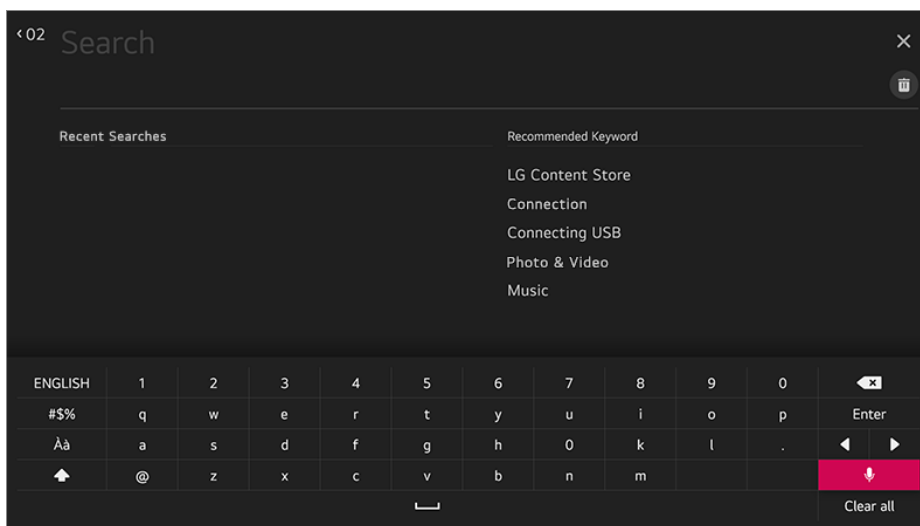 ‹02 Search
Recent Searches
Recommended Keyword
LG Content Store
Connection
Connecting USB
Photo & Video
Music
ENGLISH 1 2 3 4 5 6 7 8 9 0
#$% q w e r t y u i o p Enter
Àà a s d f g h 0 k l .
@ z x c v b n m
Clear all